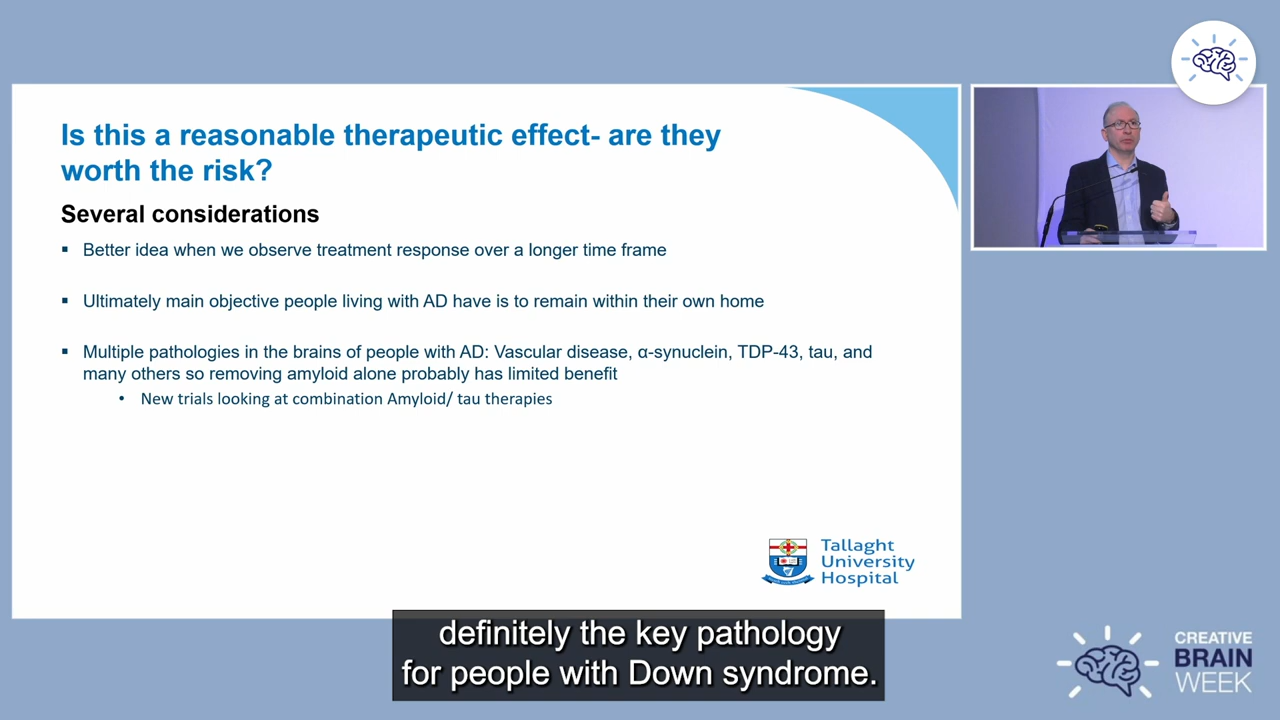 Is this a reasonable therapeutic effect- are they
worth the risk?
Several considerations
▪ Better idea when we observe treatment response over a longer time frame
▪ Ultimately main objective people living with AD have is to remain within their own home
▪ Multiple pathologies in the brains of people with AD: Vascular disease, α-synuclein, TDP-43, tau, and
many others so removing amyloid alone probably has limited benefit
• New trials looking at combination Amyloid/ tau therapies
Tallaght
University
Hospital
definitely the key pathology
for people with Down syndrome.
CREATIVE
BRAIN
WEEK